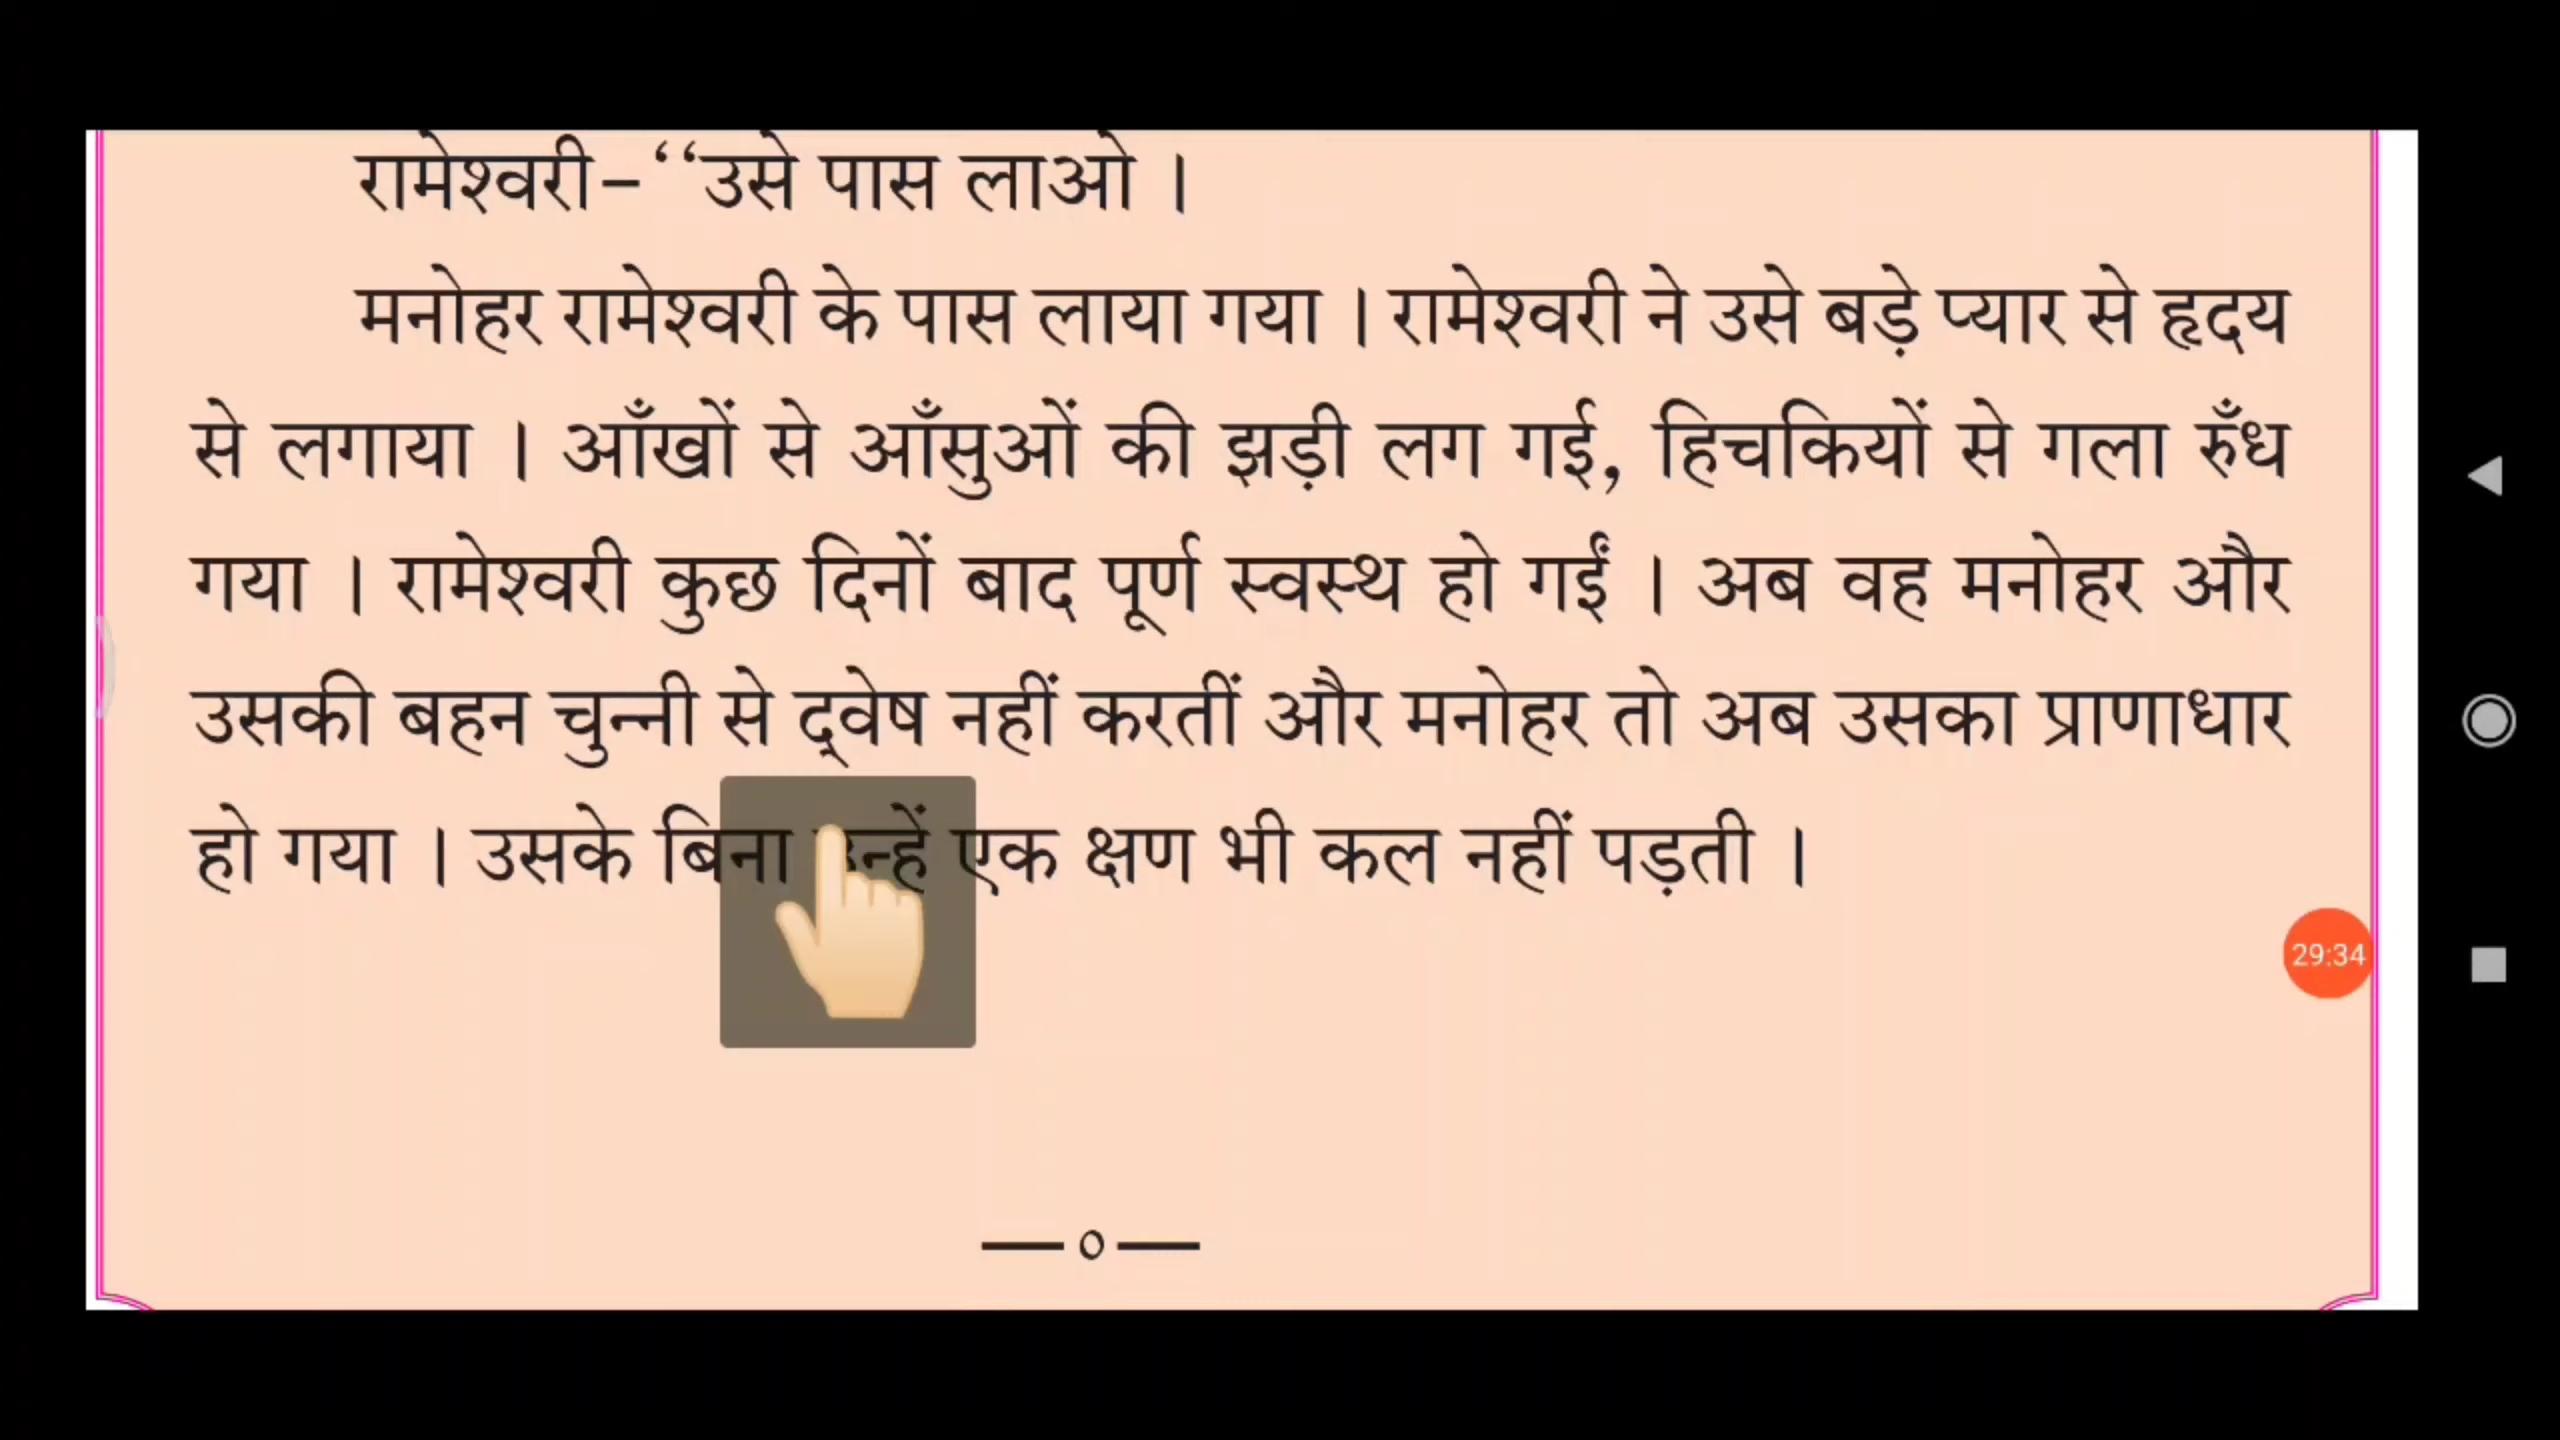 रामेश्वरी–‘‘उसे पास लाओ ।
मनोहर रामेश्वरी के पास लाया गया । रामेश्वरी ने उसे बड़े प्यार से हृदय
से लगाया । आँखों से आँसुओं की झड़ी लग गई, हिचकियों से गला रुँध
गया । रामेश्वरी कुछ दिनों बाद पूर्ण स्वस्थ हो गईं । अब वह मनोहर और
उसकी बहन चुन्नी से द्‌वेष नहीं करतीं और मनोहर तो अब उसका प्राणाधार
हो गया । उसके बिना उन्हें एक क्षण भी कल नहीं पड़ती ।
29:34
— ० —